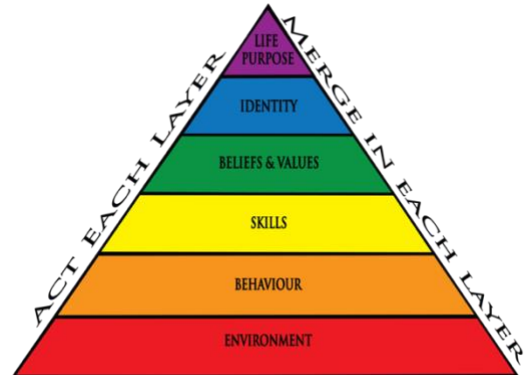 ACT EACH LAYER
MERGE IN EACH LAYER
LIFE
PURPOSE
IDENTITY
BELIEFS & VALUES
SKILLS
BEHAVIOUR
ENVIRONMENT